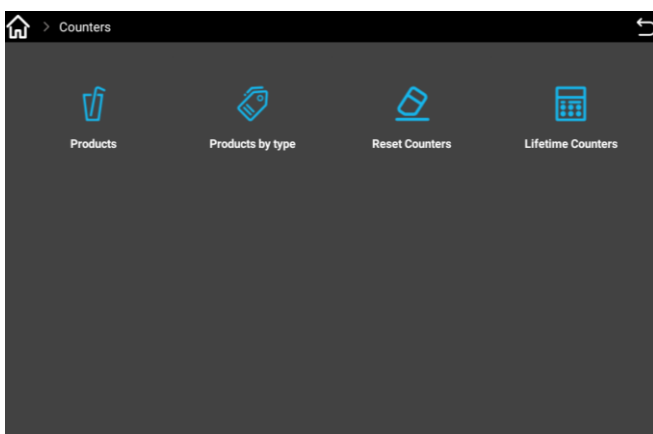 > Counters
Products
Products by type
Reset Counters
Lifetime Counters